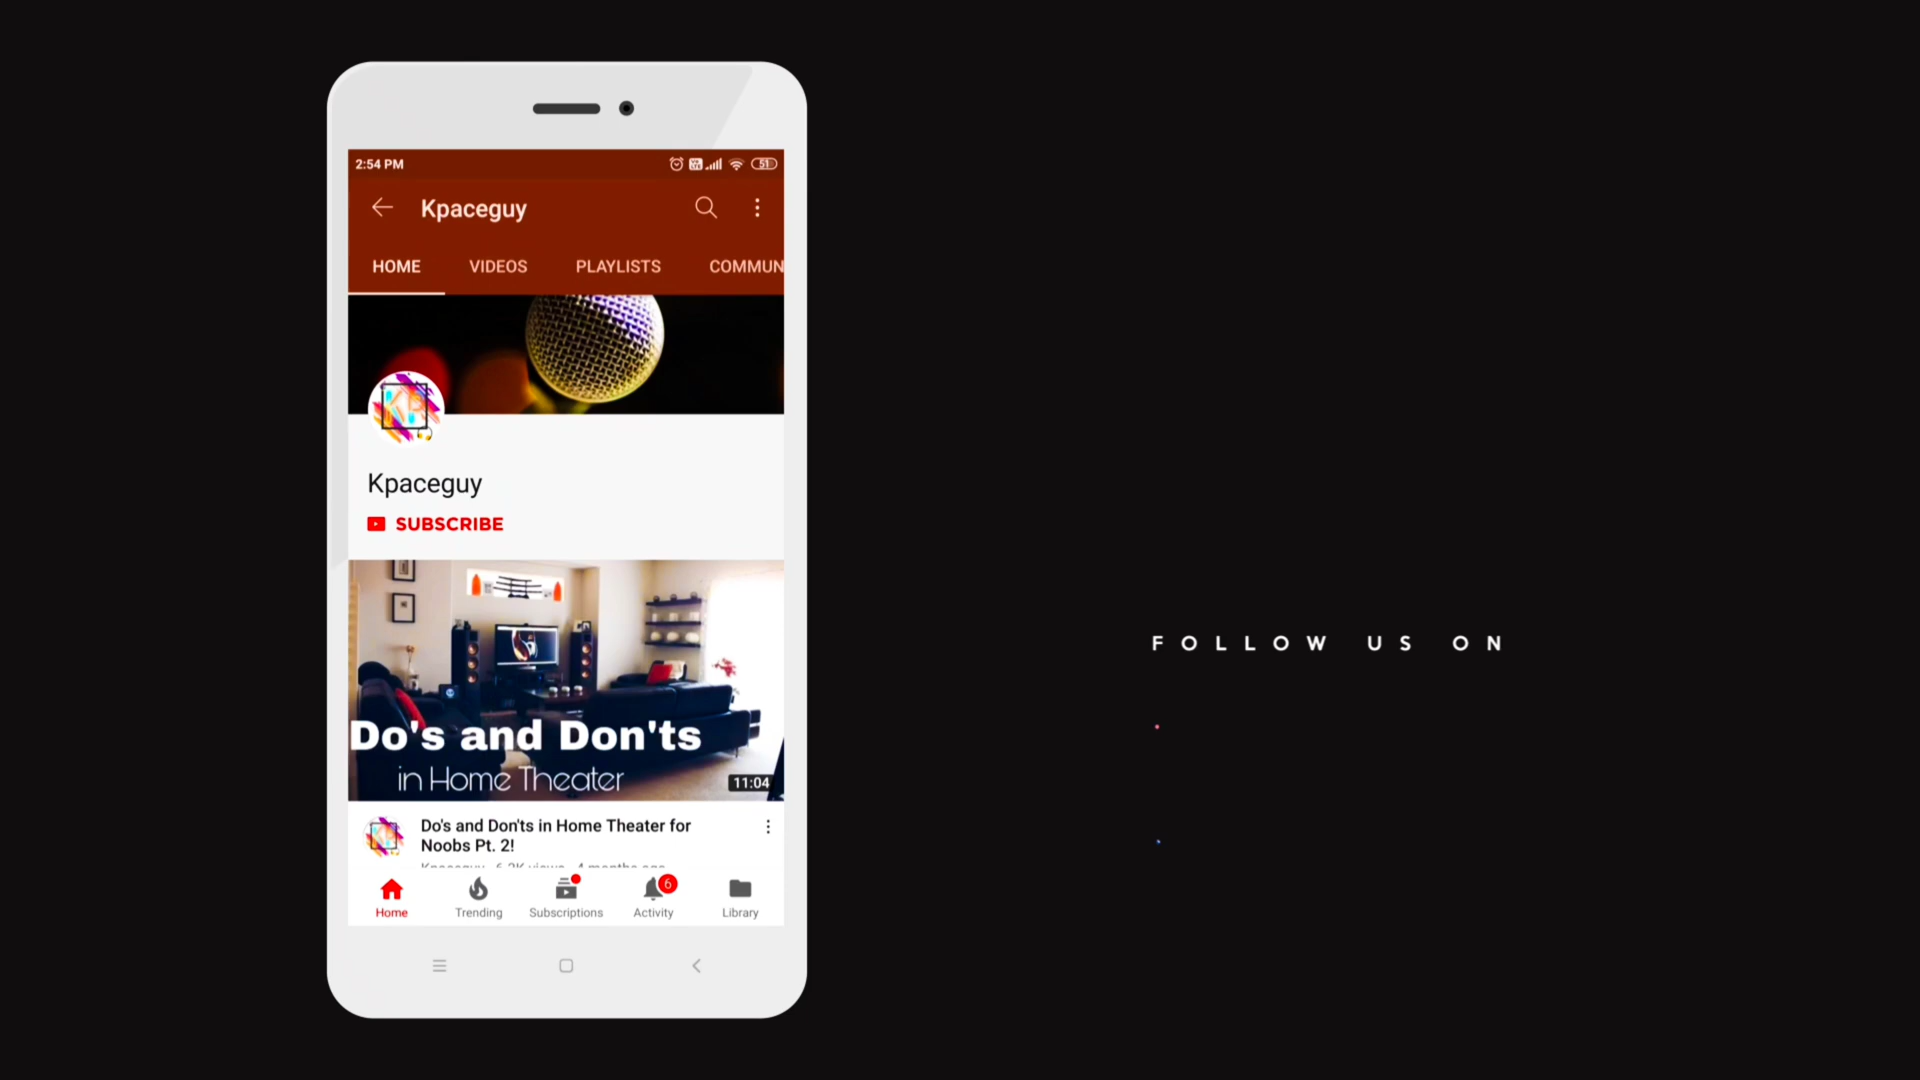 2:54 PM
51
Kpaceguy
HOME VIDEOS PLAYLISTS COMMUN
Kpaceguy
SUBSCRIBE
Do's and Don'ts
in Home Theater
11:04
Do's and Don'ts in Home Theater for
Noobs Pt. 2!
6
Home Trending Subscriptions Activity Library
FOLLOW US ON